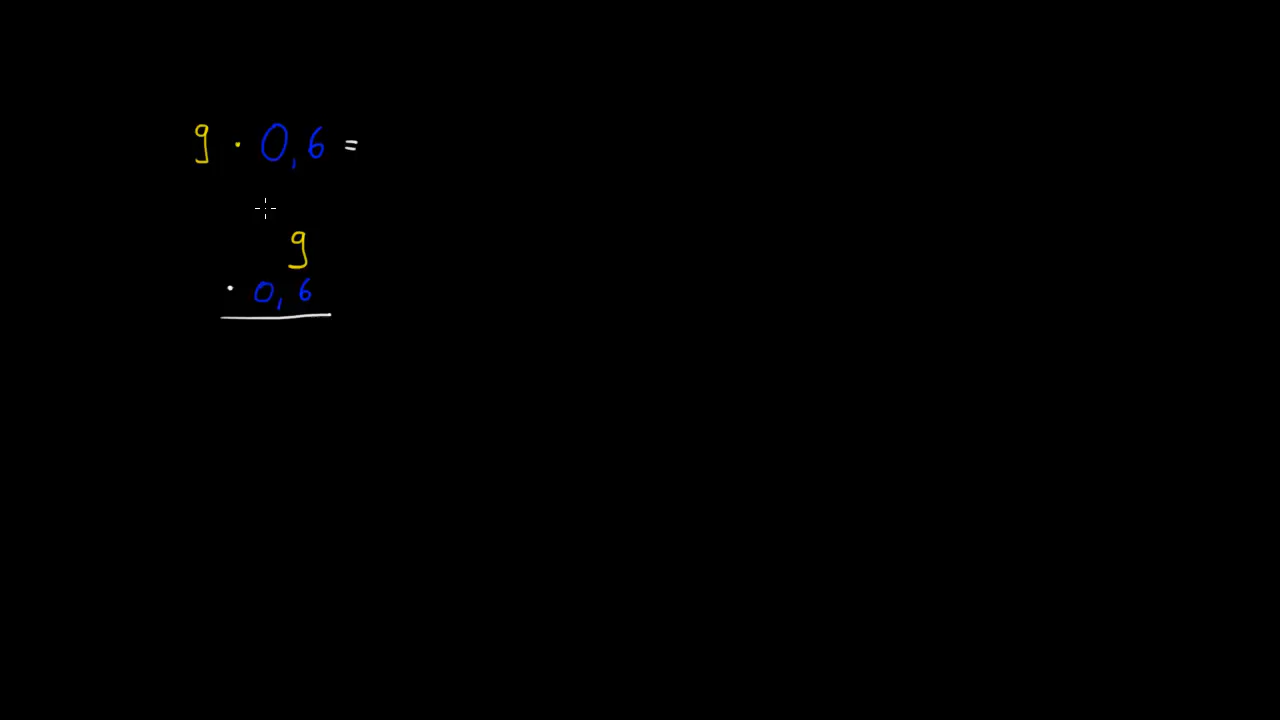 9 · 0,6 =
9
· 0,6